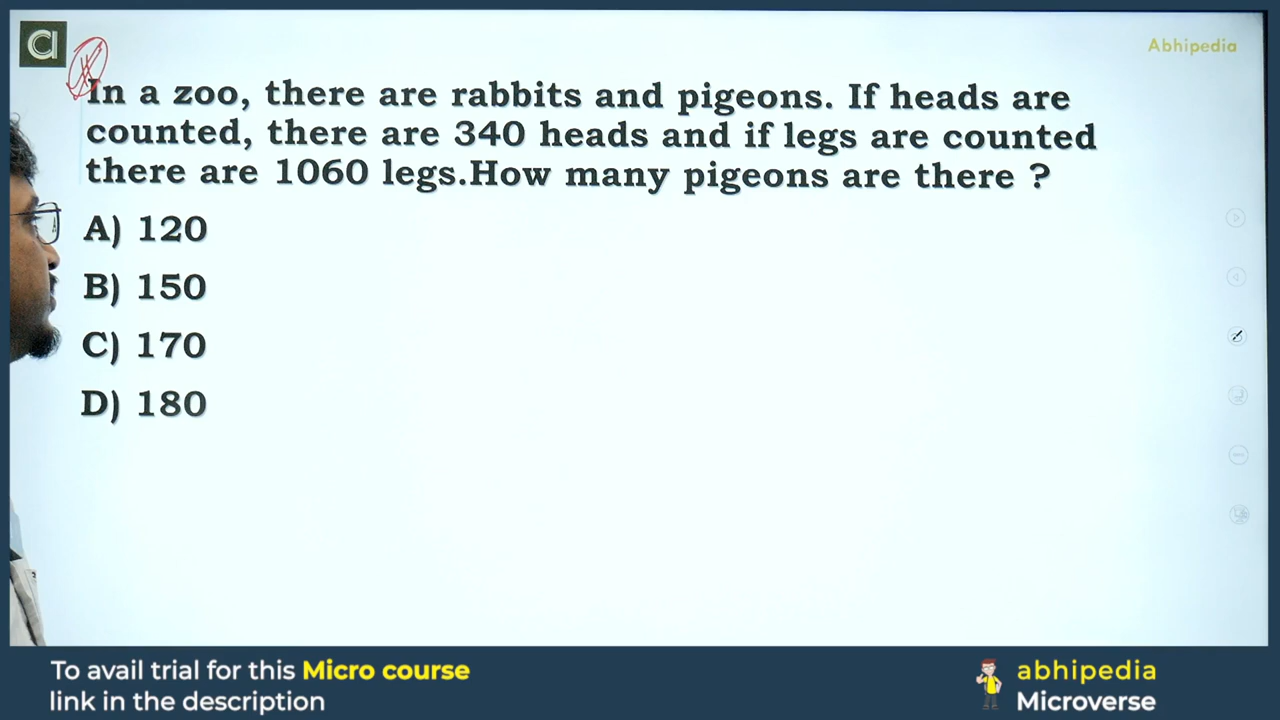 a
Abhipedia
In a zoo, there are rabbits and pigeons. If heads are
counted, there are 340 heads and if legs are counted
there are 1060 legs.How many pigeons are there ?
A) 120
B) 150
C) 170
D) 180
To avail trial for this Micro course
link in the description
abhipedia
Microverse